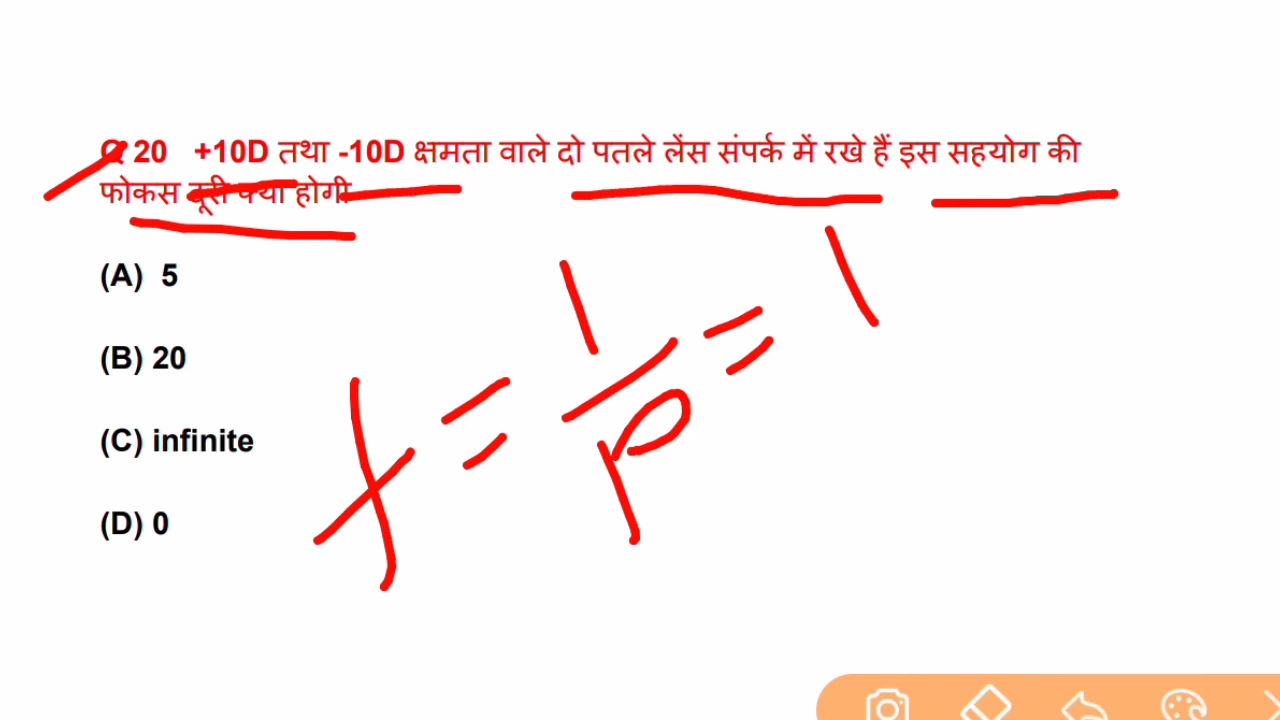 Q 20 +10D तथा -10D क्षमता वाले दो पतले लेंस संपर्क में रखे हैं इस सहयोग की
फोकस दूरी क्या होगी
(A) 5
(B) 20
(C) infinite
(D) 0
f = 1/P = 1